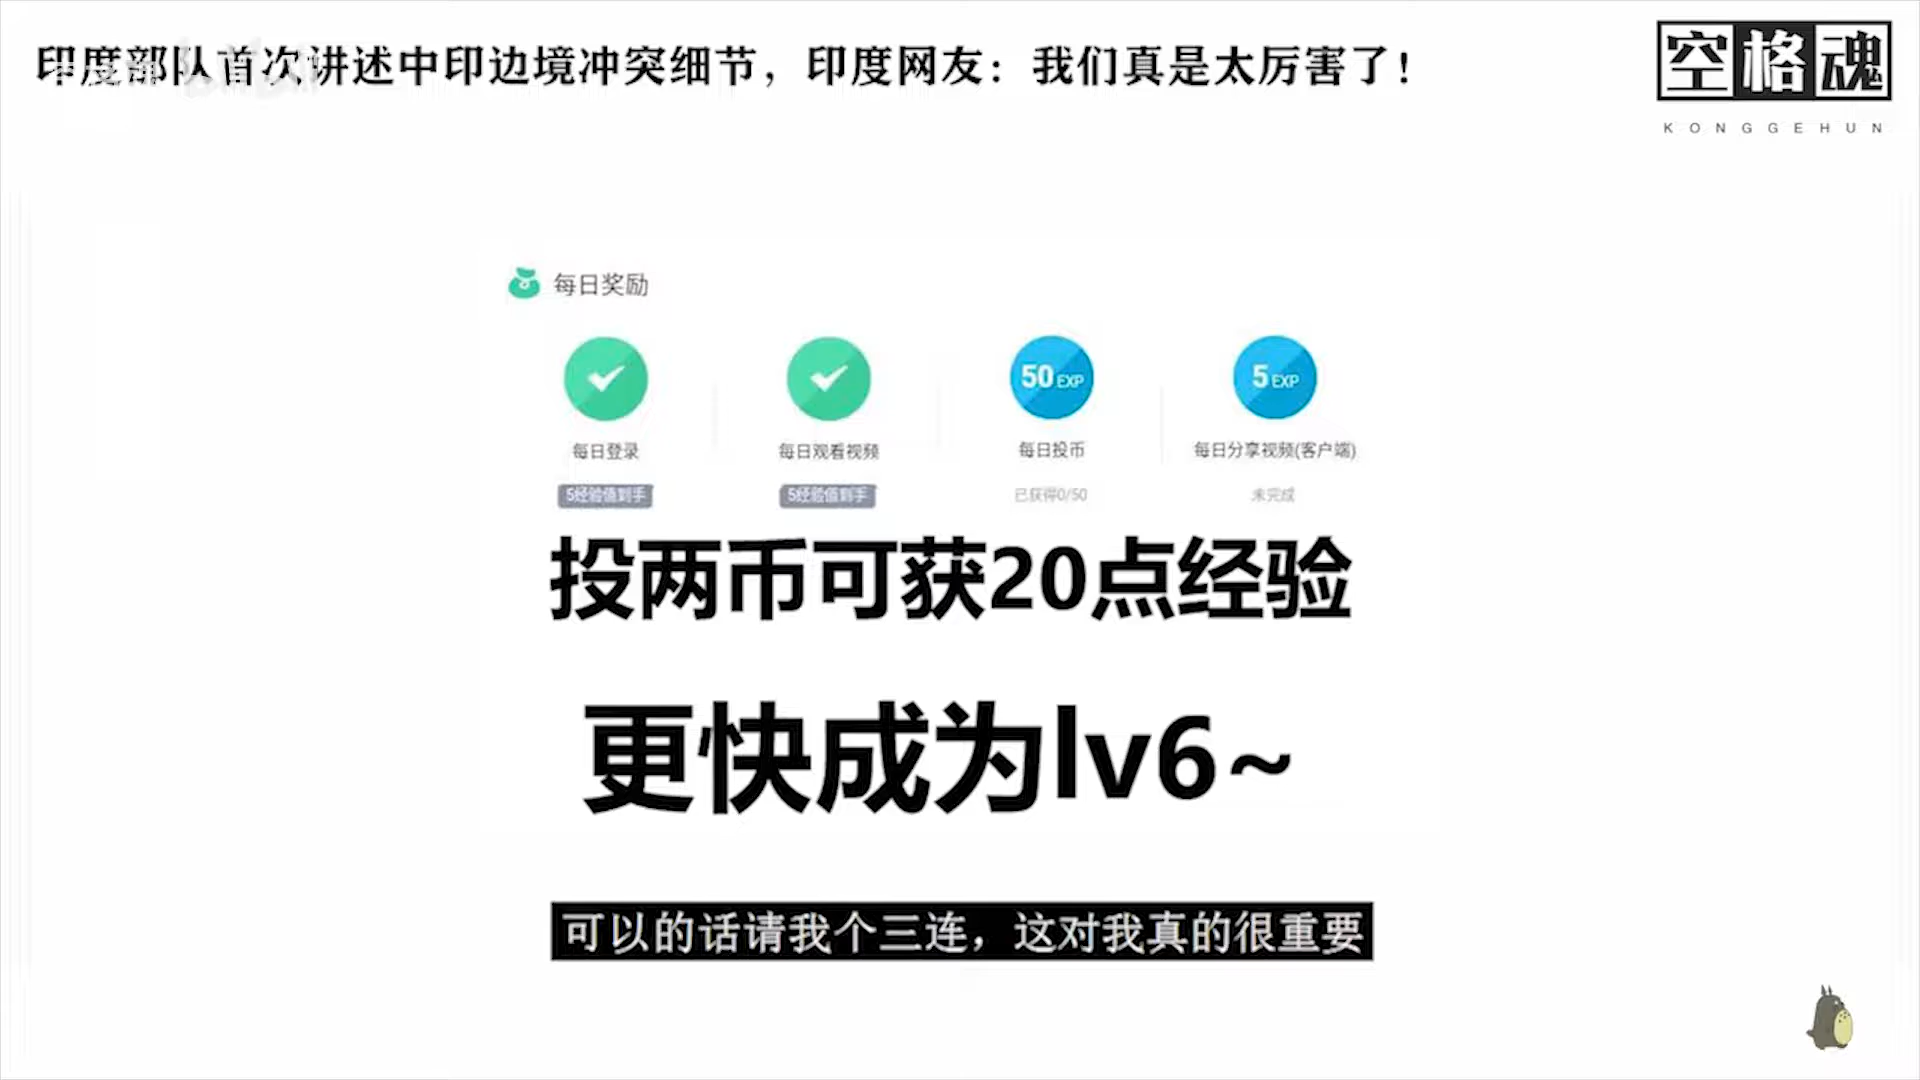 印度部队首次讲述中印边境冲突细节，印度网友：我们真是太厉害了！
空格魂
KONGGEHUN
每日奖励
50 EXP
5 EXP
每日登录
每日观看视频
每日投币
每日分享视频(客户端)
5经验值到手
5经验值到手
已获得0/50
未完成
投两币可获20点经验
更快成为lv6~
可以的话请我个三连，这对我真的很重要